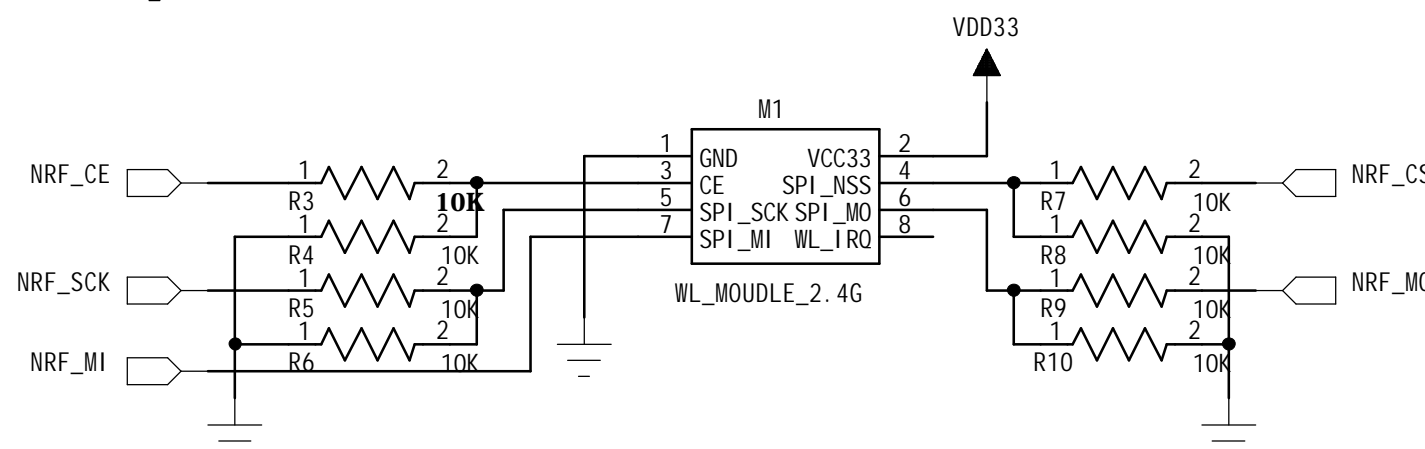 VDD33
M1
1 GND VCC33 2
NRF_CE 1 2 3 CE SPI_NSS 4 1 2 NRF_CS
R3 10K 5 SPI_SCK SPI_MO 6 R7 10K
1 2 7 SPI_MI WL_IRQ 8 1 2
R4 10K R8 10K
NRF_SCK 1 2 WL_MOUDLE_2.4G 1 2 NRF_MO
R5 10K R9 10K
1 2 1 2
NRF_MI R6 10K R10 10K